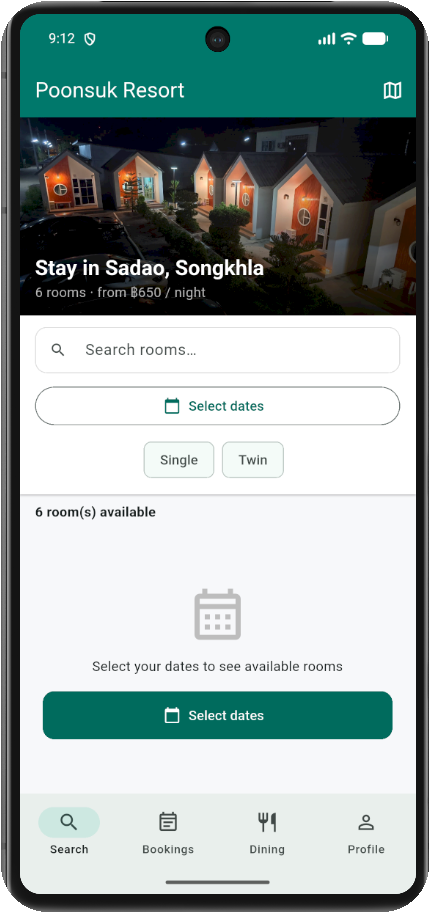 9:12
Poonsuk Resort
Stay in Sadao, Songkhla
6 rooms · from ฿650 / night
Search rooms…
Select dates
Single Twin
6 room(s) available
Select your dates to see available rooms
Select dates
Search Bookings Dining Profile